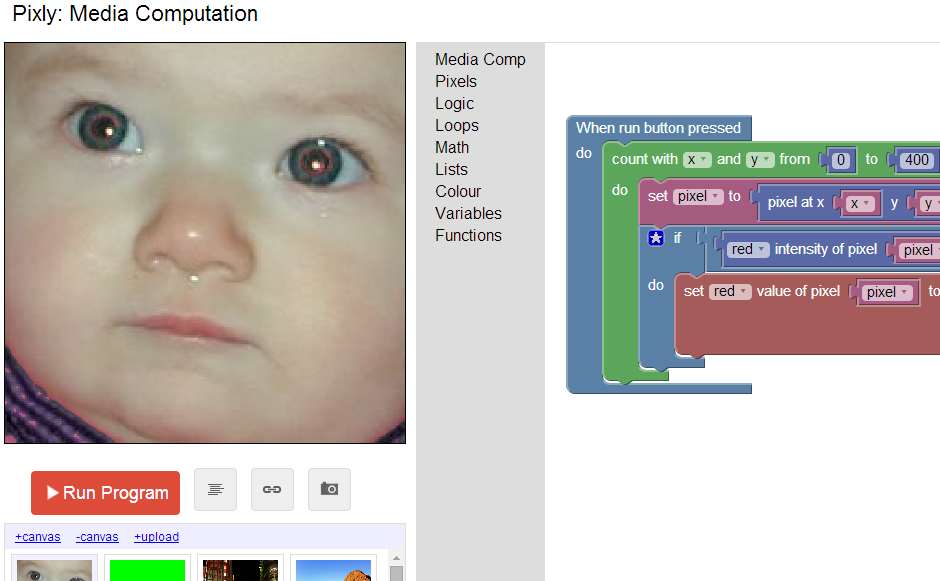 Pixly: Media Computation
Media Comp
Pixels
Logic
Loops
Math
Lists
Colour
Variables
Functions
When run button pressed
do
count with x and y from 0 to 400
do
set pixel to pixel at x x y y
if red intensity of pixel pixel
do
set red value of pixel pixel to
Run Program
+canvas -canvas +upload